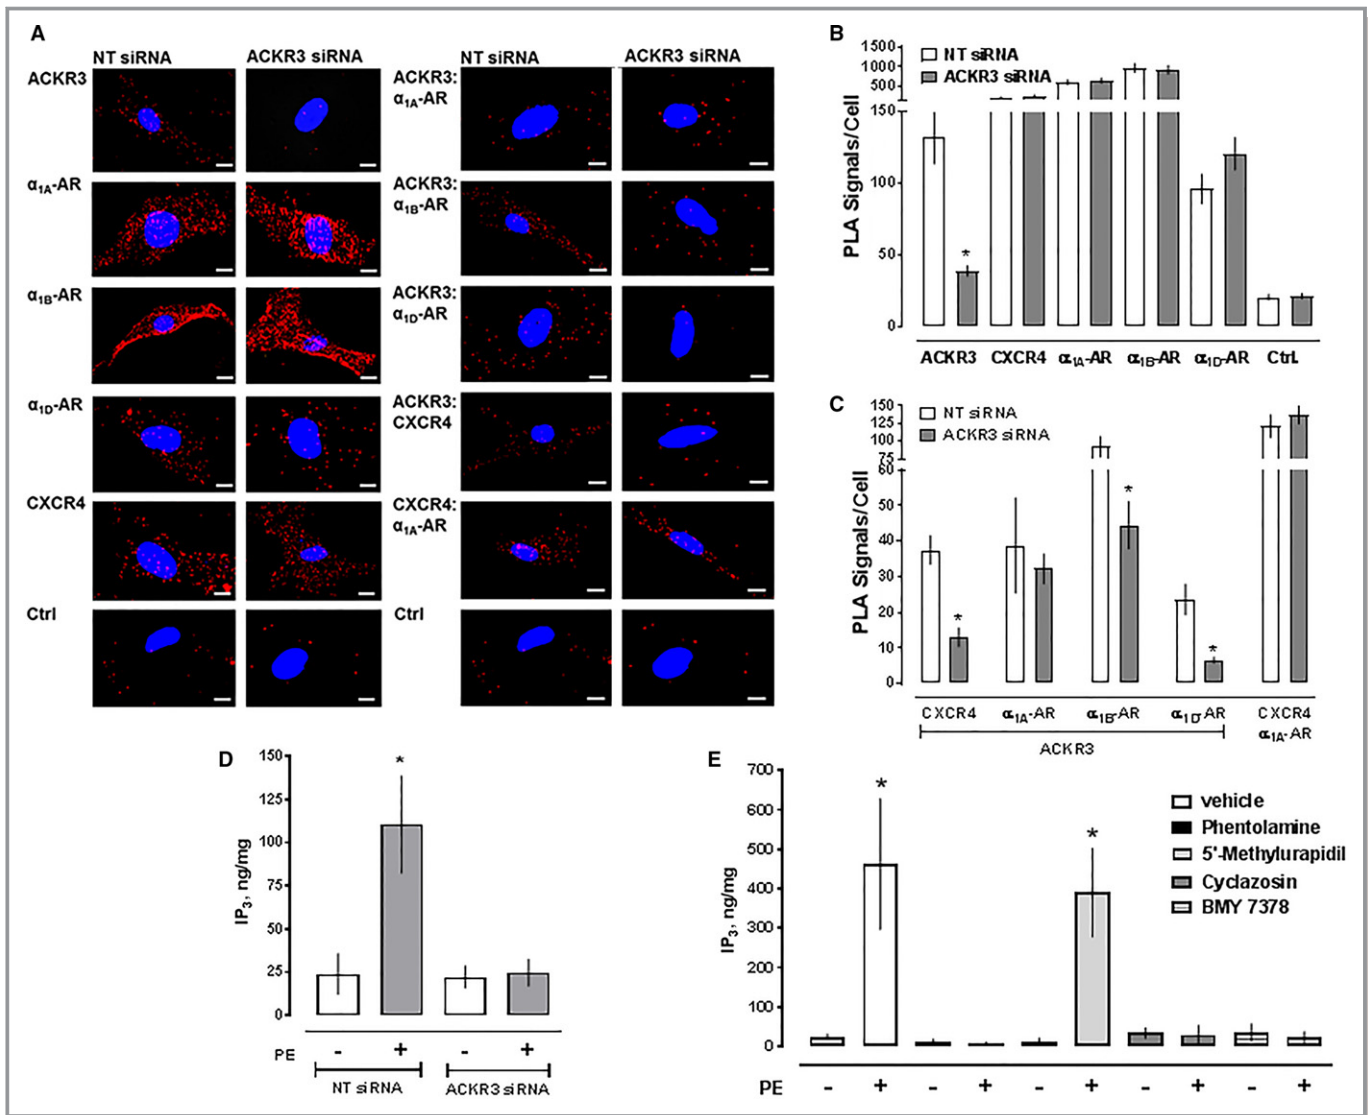 A
NT siRNA
ACKR3 siRNA
ACKR3
α1A-AR
α1B-AR
α1D-AR
CXCR4
Ctrl
NT siRNA
ACKR3 siRNA
ACKR3:
α1A-AR
ACKR3:
α1B-AR
ACKR3:
α1D-AR
ACKR3:
CXCR4
CXCR4:
α1A-AR
Ctrl
B
PLA Signals/Cell
1500
1000
500
150
100
50
0
NT siRNA
ACKR3 siRNA
*
ACKR3 CXCR4 α1A-AR α1B-AR α1D-AR Ctrl.
C
PLA Signals/Cell
150
125
100
75
60
50
40
30
20
10
0
NT siRNA
ACKR3 siRNA
* * *
CXCR4 α1A-AR α1B-AR α1D-AR CXCR4
α1A-AR
ACKR3
D
IP3, ng/mg
150
125
100
75
50
25
0
*
PE - + - +
NT siRNA ACKR3 siRNA
E
IP3, ng/mg
700
600
500
400
300
200
100
0
* *
vehicle
Phentolamine
5'-Methylurapidil
Cyclazosin
BMY 7378
PE - + - + - + - + - +